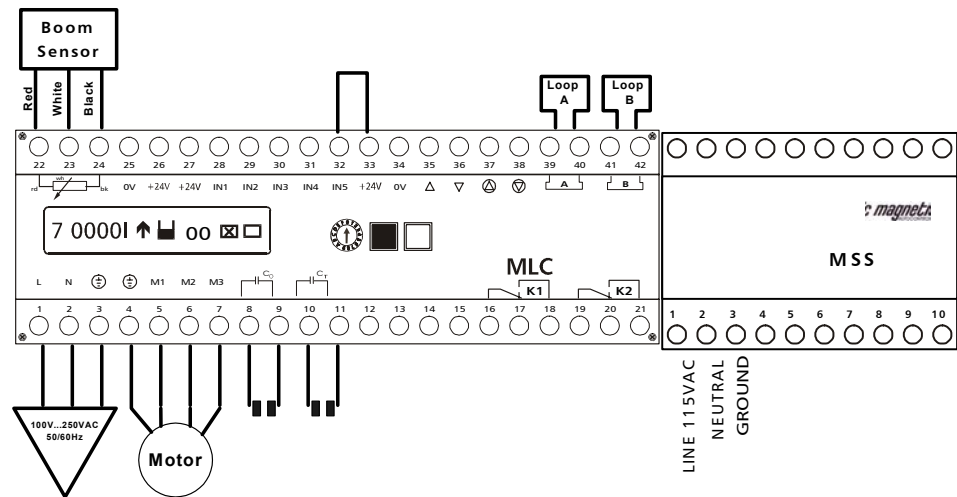 Boom
Sensor
Red
White
Black
Loop
A
Loop
B
22 23 24 25 26 27 28 29 30 31 32 33 34 35 36 37 38 39 40 41 42
rd wh bk 0V +24V +24V IN1 IN2 IN3 IN4 IN5 +24V 0V A B
magnetic
7 0000I 00
MSS
MLC
L N M1 M2 M3 C0 CT K1 K2
1 2 3 4 5 6 7 8 9 10 11 12 13 14 15 16 17 18 19 20 21
1 2 3 4 5 6 7 8 9 10
LINE 115VAC
NEUTRAL
GROUND
100V...250VAC
50/60Hz
Motor